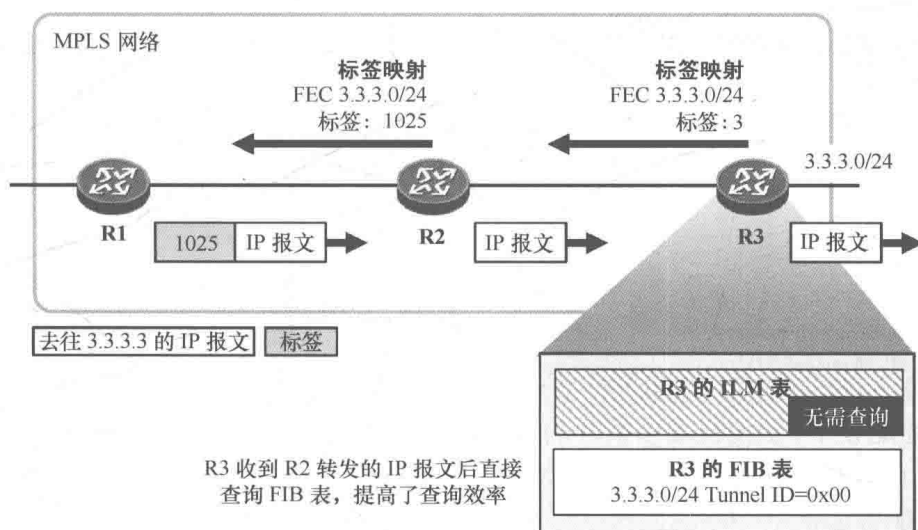 MPLS 网络
标签映射
FEC 3.3.3.0/24
标签：1025
标签映射
FEC 3.3.3.0/24
标签：3
3.3.3.0/24
R1
R2
R3
1025 IP 报文
IP 报文
IP 报文
去往 3.3.3.3 的 IP 报文 标签
R3 的 ILM 表
无需查询
R3 收到 R2 转发的 IP 报文后直接
查询 FIB 表，提高了查询效率
R3 的 FIB 表
3.3.3.0/24 Tunnel ID=0x00